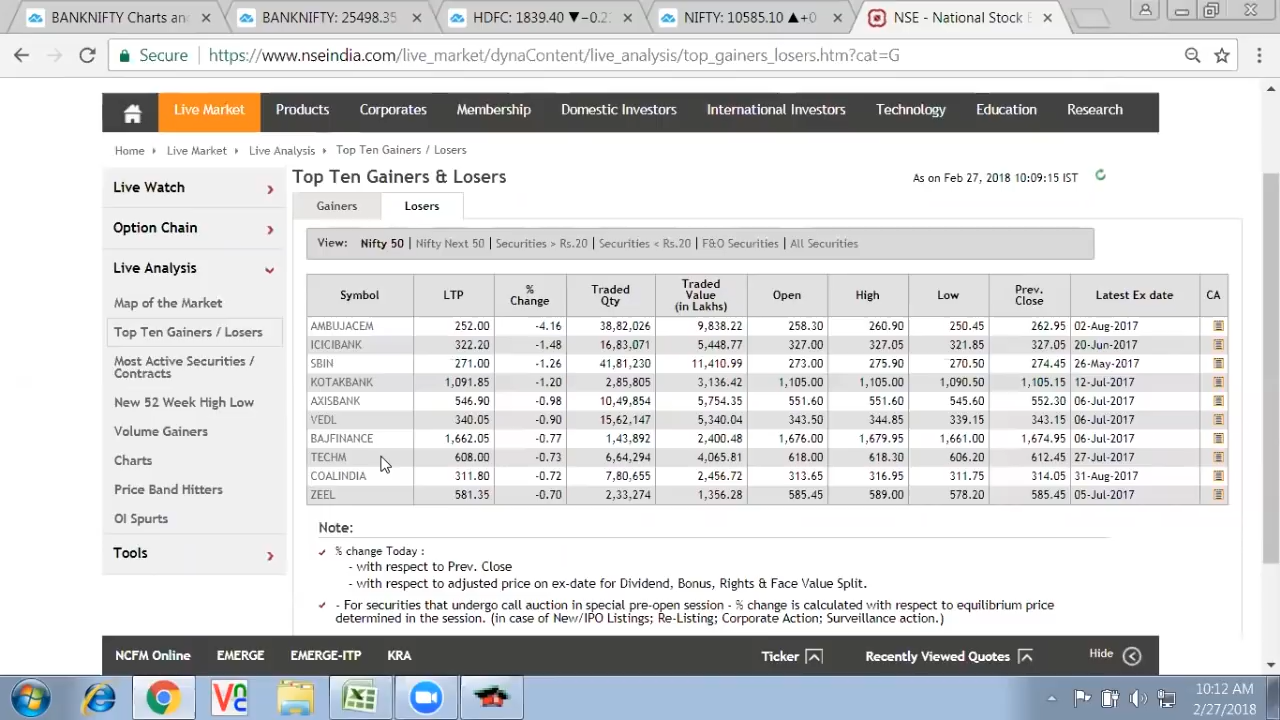 BANKNIFTY Charts an
BANKNIFTY: 25498.35
HDFC: 1839.40 ▼-0.2
NIFTY: 10585.10 ▲+0
NSE - National Stock E
Secure
https://www.nseindia.com/live_market/dynaContent/live_analysis/top_gainers_losers.htm?cat=G
Live Market
Products
Corporates
Membership
Domestic Investors
International Investors
Technology
Education
Research
Home Live Market Live Analysis Top Ten Gainers / Losers
Live Watch
Option Chain
Live Analysis
Map of the Market
Top Ten Gainers / Losers
Most Active Securities /
Contracts
New 52 Week High Low
Volume Gainers
Charts
Price Band Hitters
OI Spurts
Tools
Top Ten Gainers & Losers
As on Feb 27, 2018 10:09:15 IST
Gainers
Losers
View: Nifty 50 | Nifty Next 50 | Securities > Rs.20 | Securities < Rs.20 | F&O Securities | All Securities
Symbol LTP % Change Traded Qty Traded Value (in Lakhs) Open High Low Prev. Close Latest Ex date CA
AMBUJACEM 252.00 -4.16 38,82,026 9,838.22 258.30 260.90 250.45 262.95 02-Aug-2017
ICICIBANK 322.20 -1.48 16,83,071 5,448.77 327.00 327.05 321.85 327.05 20-Jun-2017
SBIN 271.00 -1.26 41,81,230 11,410.99 273.00 275.90 270.50 274.45 26-May-2017
KOTAKBANK 1,091.85 -1.20 2,85,805 3,136.42 1,105.00 1,105.00 1,090.50 1,105.15 12-Jul-2017
AXISBANK 546.90 -0.98 10,49,854 5,754.35 551.60 551.60 545.60 552.30 06-Jul-2017
VEDL 340.05 -0.90 15,62,147 5,340.04 343.50 344.85 339.15 343.15 06-Jul-2017
BAJFINANCE 1,662.05 -0.77 1,43,892 2,400.48 1,676.00 1,679.95 1,661.00 1,674.95 06-Jul-2017
TECHM 608.00 -0.73 6,64,294 4,065.81 618.00 618.30 606.20 612.45 27-Jul-2017
COALINDIA 311.80 -0.72 7,80,655 2,456.72 313.65 316.95 311.75 314.05 31-Aug-2017
ZEEL 581.35 -0.70 2,33,274 1,356.28 585.45 589.00 578.20 585.45 05-Jul-2017
Note:
% change Today :
- with respect to Prev. Close
- with respect to adjusted price on ex-date for Dividend, Bonus, Rights & Face Value Split.
- For securities that undergo call auction in special pre-open session - % change is calculated with respect to equilibrium price
determined in the session. (in case of New/IPO Listings; Re-Listing; Corporate Action; Surveillance action.)
NCFM Online
EMERGE
EMERGE-ITP
KRA
Ticker
Recently Viewed Quotes
Hide
10:12 AM
2/27/2018